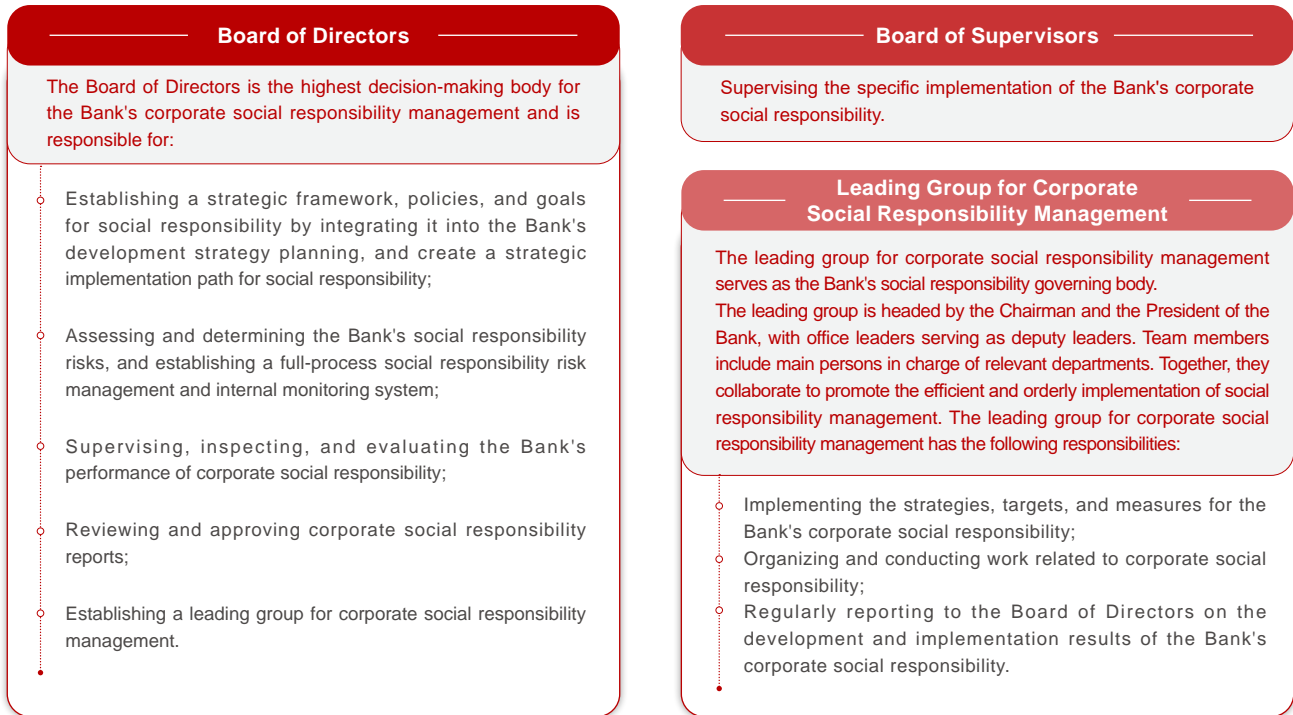 Board of Directors
The Board of Directors is the highest decision-making body for
the Bank's corporate social responsibility management and is
responsible for:
Establishing a strategic framework, policies, and goals
for social responsibility by integrating it into the Bank's
development strategy planning, and create a strategic
implementation path for social responsibility;
Assessing and determining the Bank's social responsibility
risks, and establishing a full-process social responsibility risk
management and internal monitoring system;
Supervising, inspecting, and evaluating the Bank's
performance of corporate social responsibility;
Reviewing and approving corporate social responsibility
reports;
Establishing a leading group for corporate social responsibility
management.
Board of Supervisors
Supervising the specific implementation of the Bank's corporate
social responsibility.
Leading Group for Corporate
Social Responsibility Management
The leading group for corporate social responsibility management
serves as the Bank's social responsibility governing body.
The leading group is headed by the Chairman and the President of the
Bank, with office leaders serving as deputy leaders. Team members
include main persons in charge of relevant departments. Together, they
collaborate to promote the efficient and orderly implementation of social
responsibility management. The leading group for corporate social
responsibility management has the following responsibilities:
Implementing the strategies, targets, and measures for the
Bank's corporate social responsibility;
Organizing and conducting work related to corporate social
responsibility;
Regularly reporting to the Board of Directors on the
development and implementation results of the Bank's
corporate social responsibility.